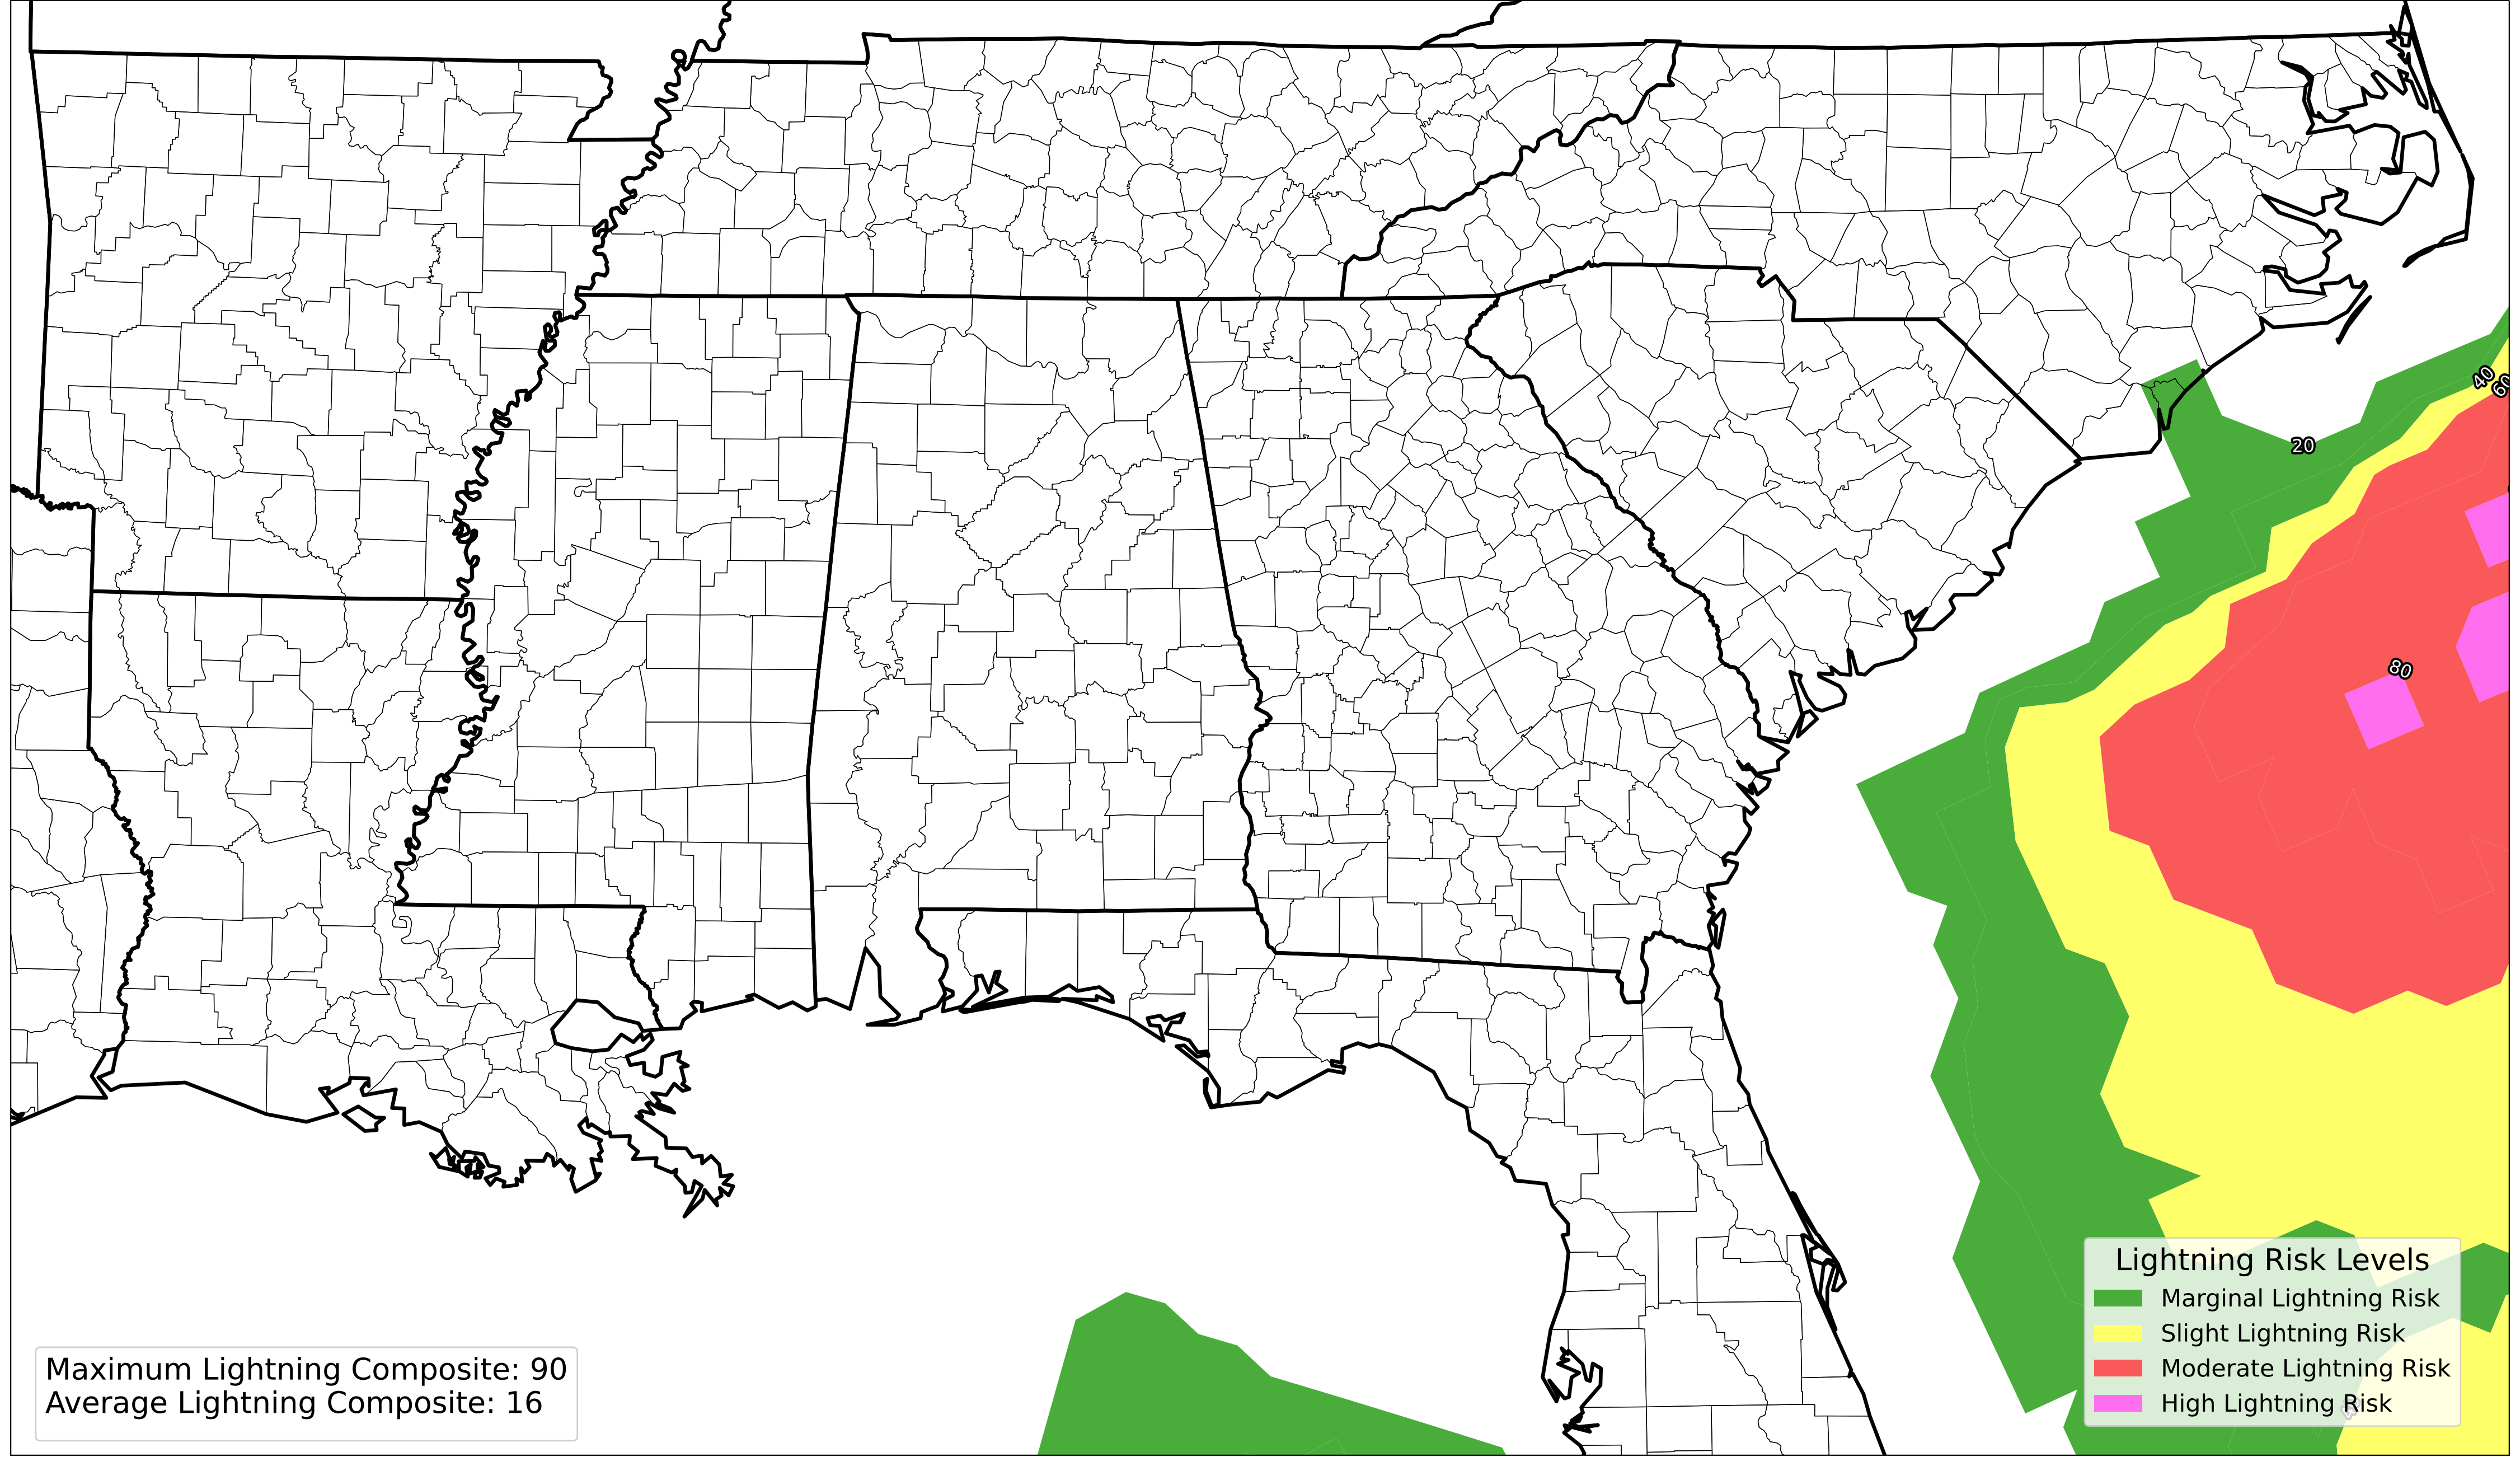 40
60
20
80
Lightning Risk Levels
Marginal Lightning Risk
Slight Lightning Risk
Moderate Lightning Risk
High Lightning Risk
Maximum Lightning Composite: 90
Average Lightning Composite: 16